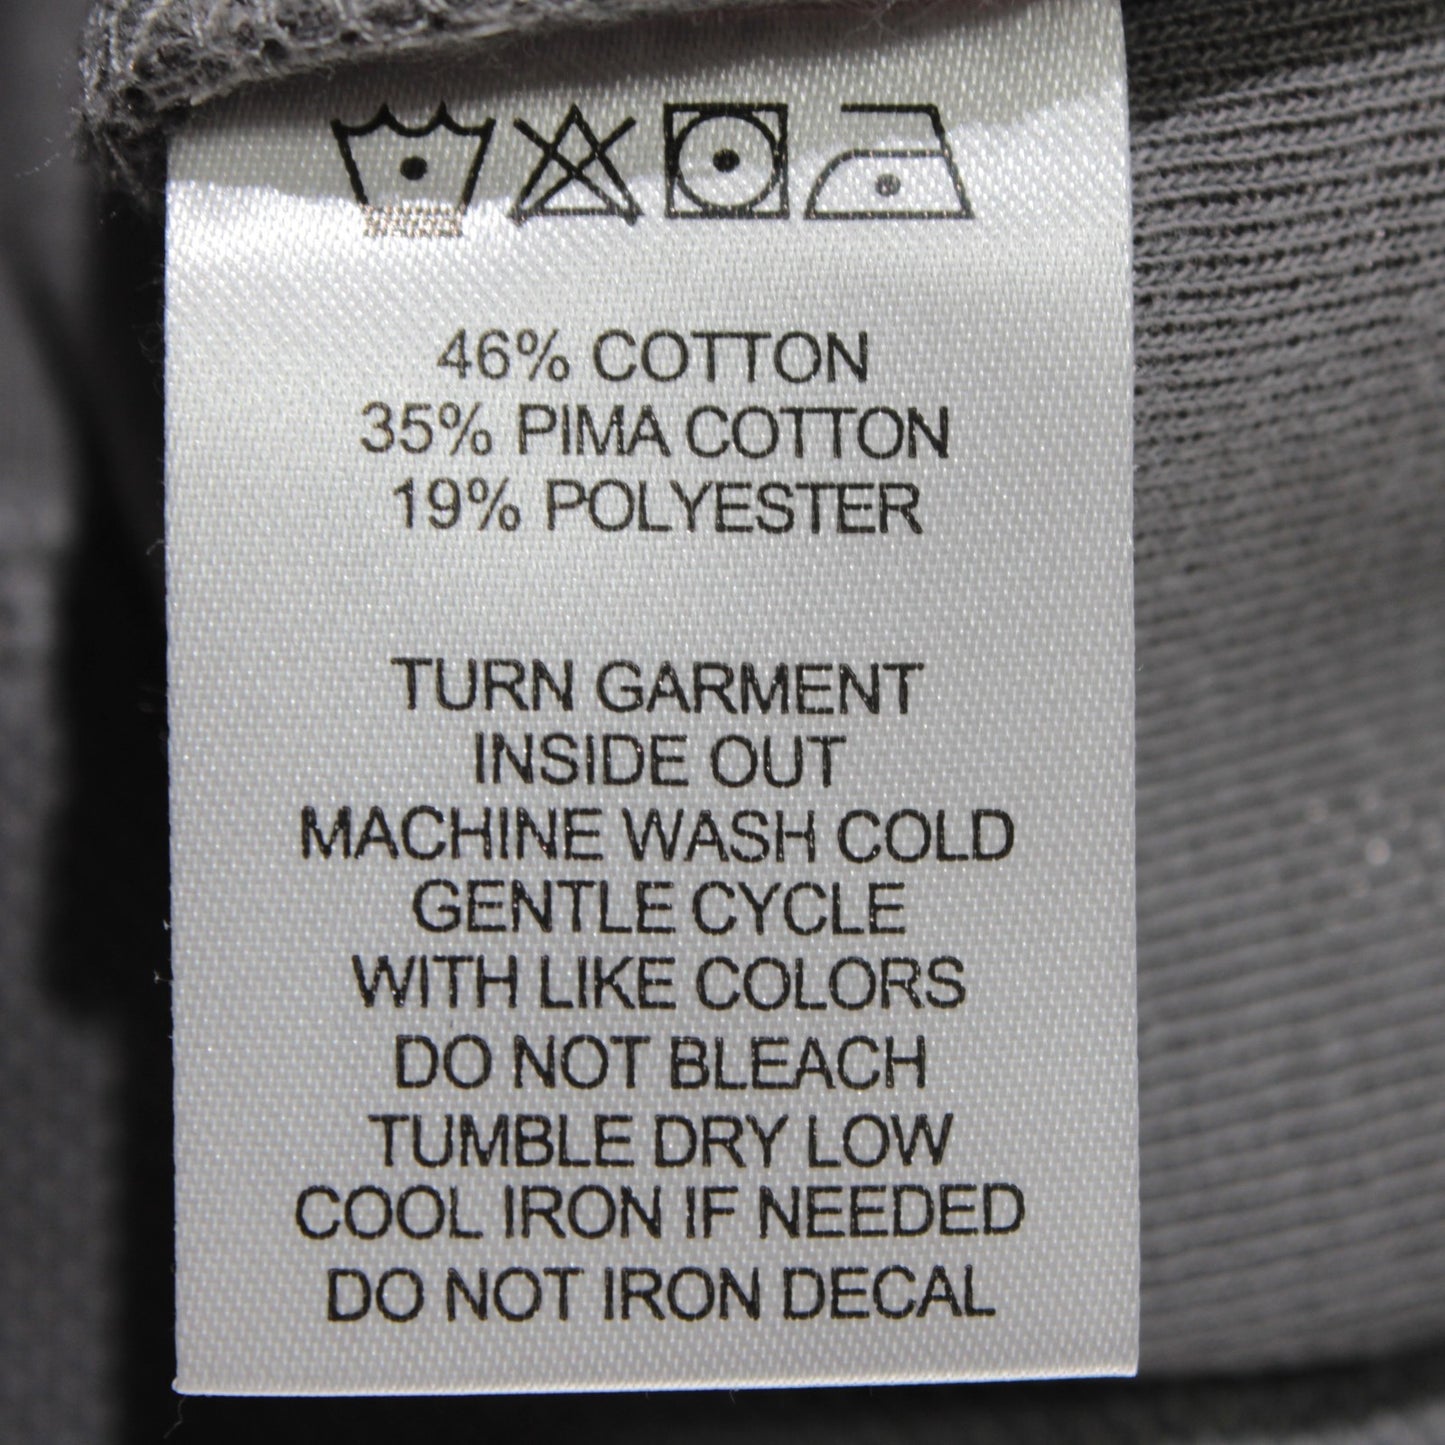 46% COTTON
35% PIMA COTTON
19% POLYESTER
TURN GARMENT
INSIDE OUT
MACHINE WASH COLD
GENTLE CYCLE
WITH LIKE COLORS
DO NOT BLEACH
TUMBLE DRY LOW
COOL IRON IF NEEDED
DO NOT IRON DECAL